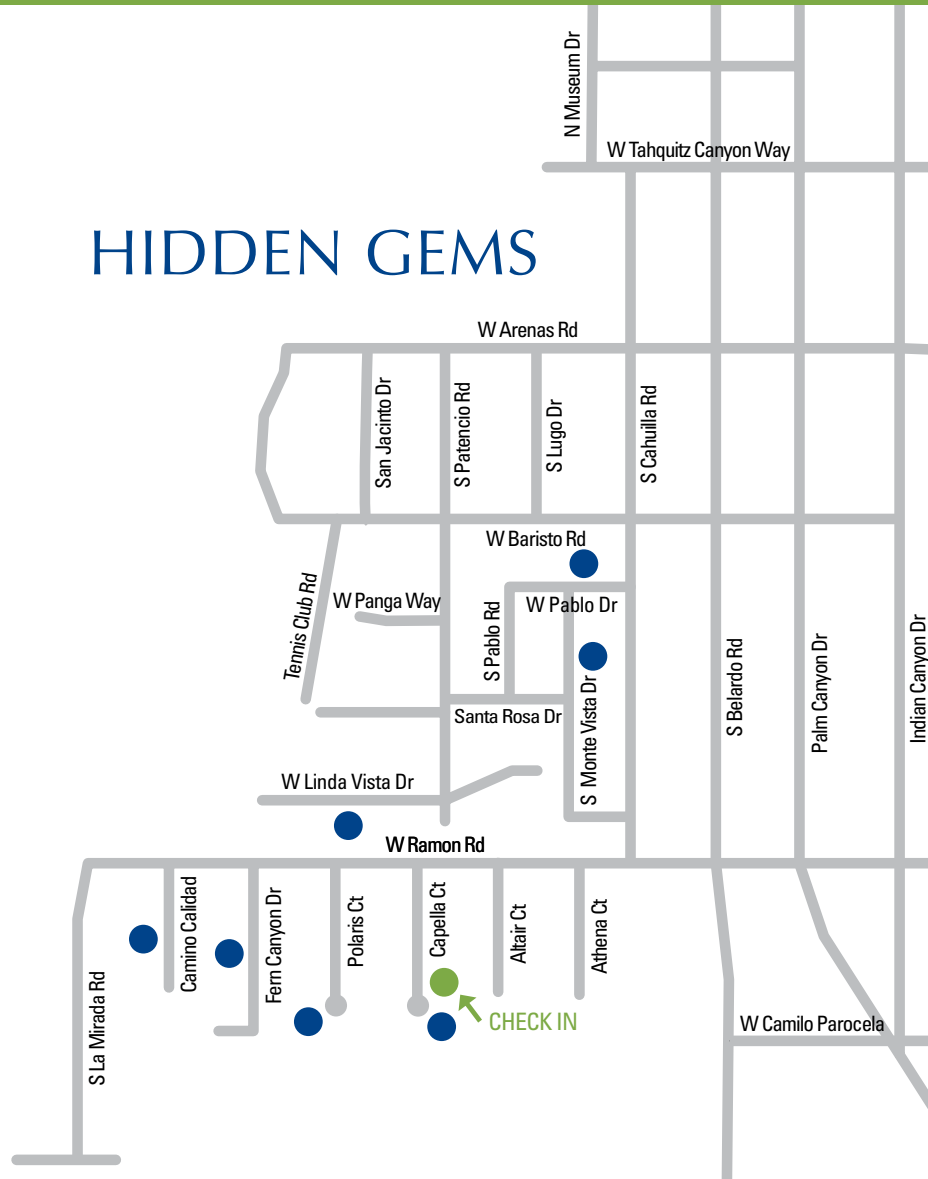 N Museum Dr
W Tahquitz Canyon Way
HIDDEN GEMS
W Arenas Rd
San Jacinto Dr
S Patencio Rd
S Lugo Dr
S Cahuilla Rd
W Baristo Rd
Tennis Club Rd
W Panga Way
S Pablo Rd
W Pablo Dr
S Monte Vista Dr
Santa Rosa Dr
S Belardo Rd
Palm Canyon Dr
Indian Canyon Dr
W Linda Vista Dr
W Ramon Rd
S La Mirada Rd
Camino Calidad
Fern Canyon Dr
Polaris Ct
Capella Ct
Altair Ct
Athena Ct
CHECK IN
W Camilo Parocela